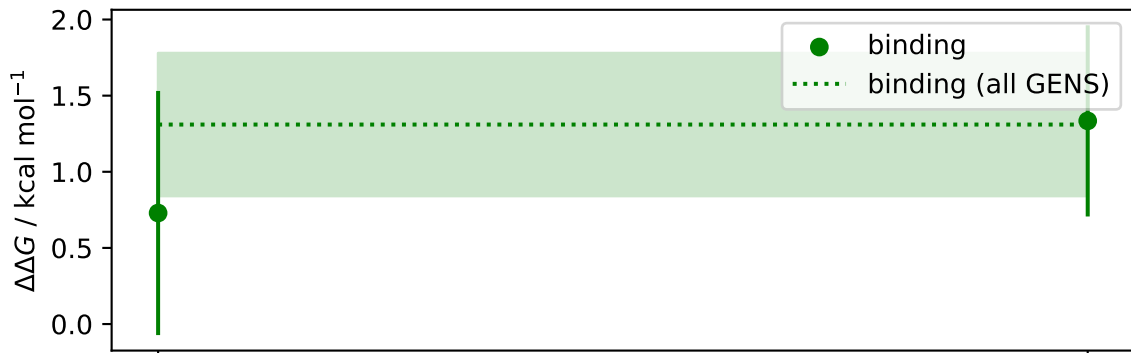 2.0
1.5
1.0
0.5
0.0
ΔΔG / kcal mol⁻¹
binding
binding (all GENS)